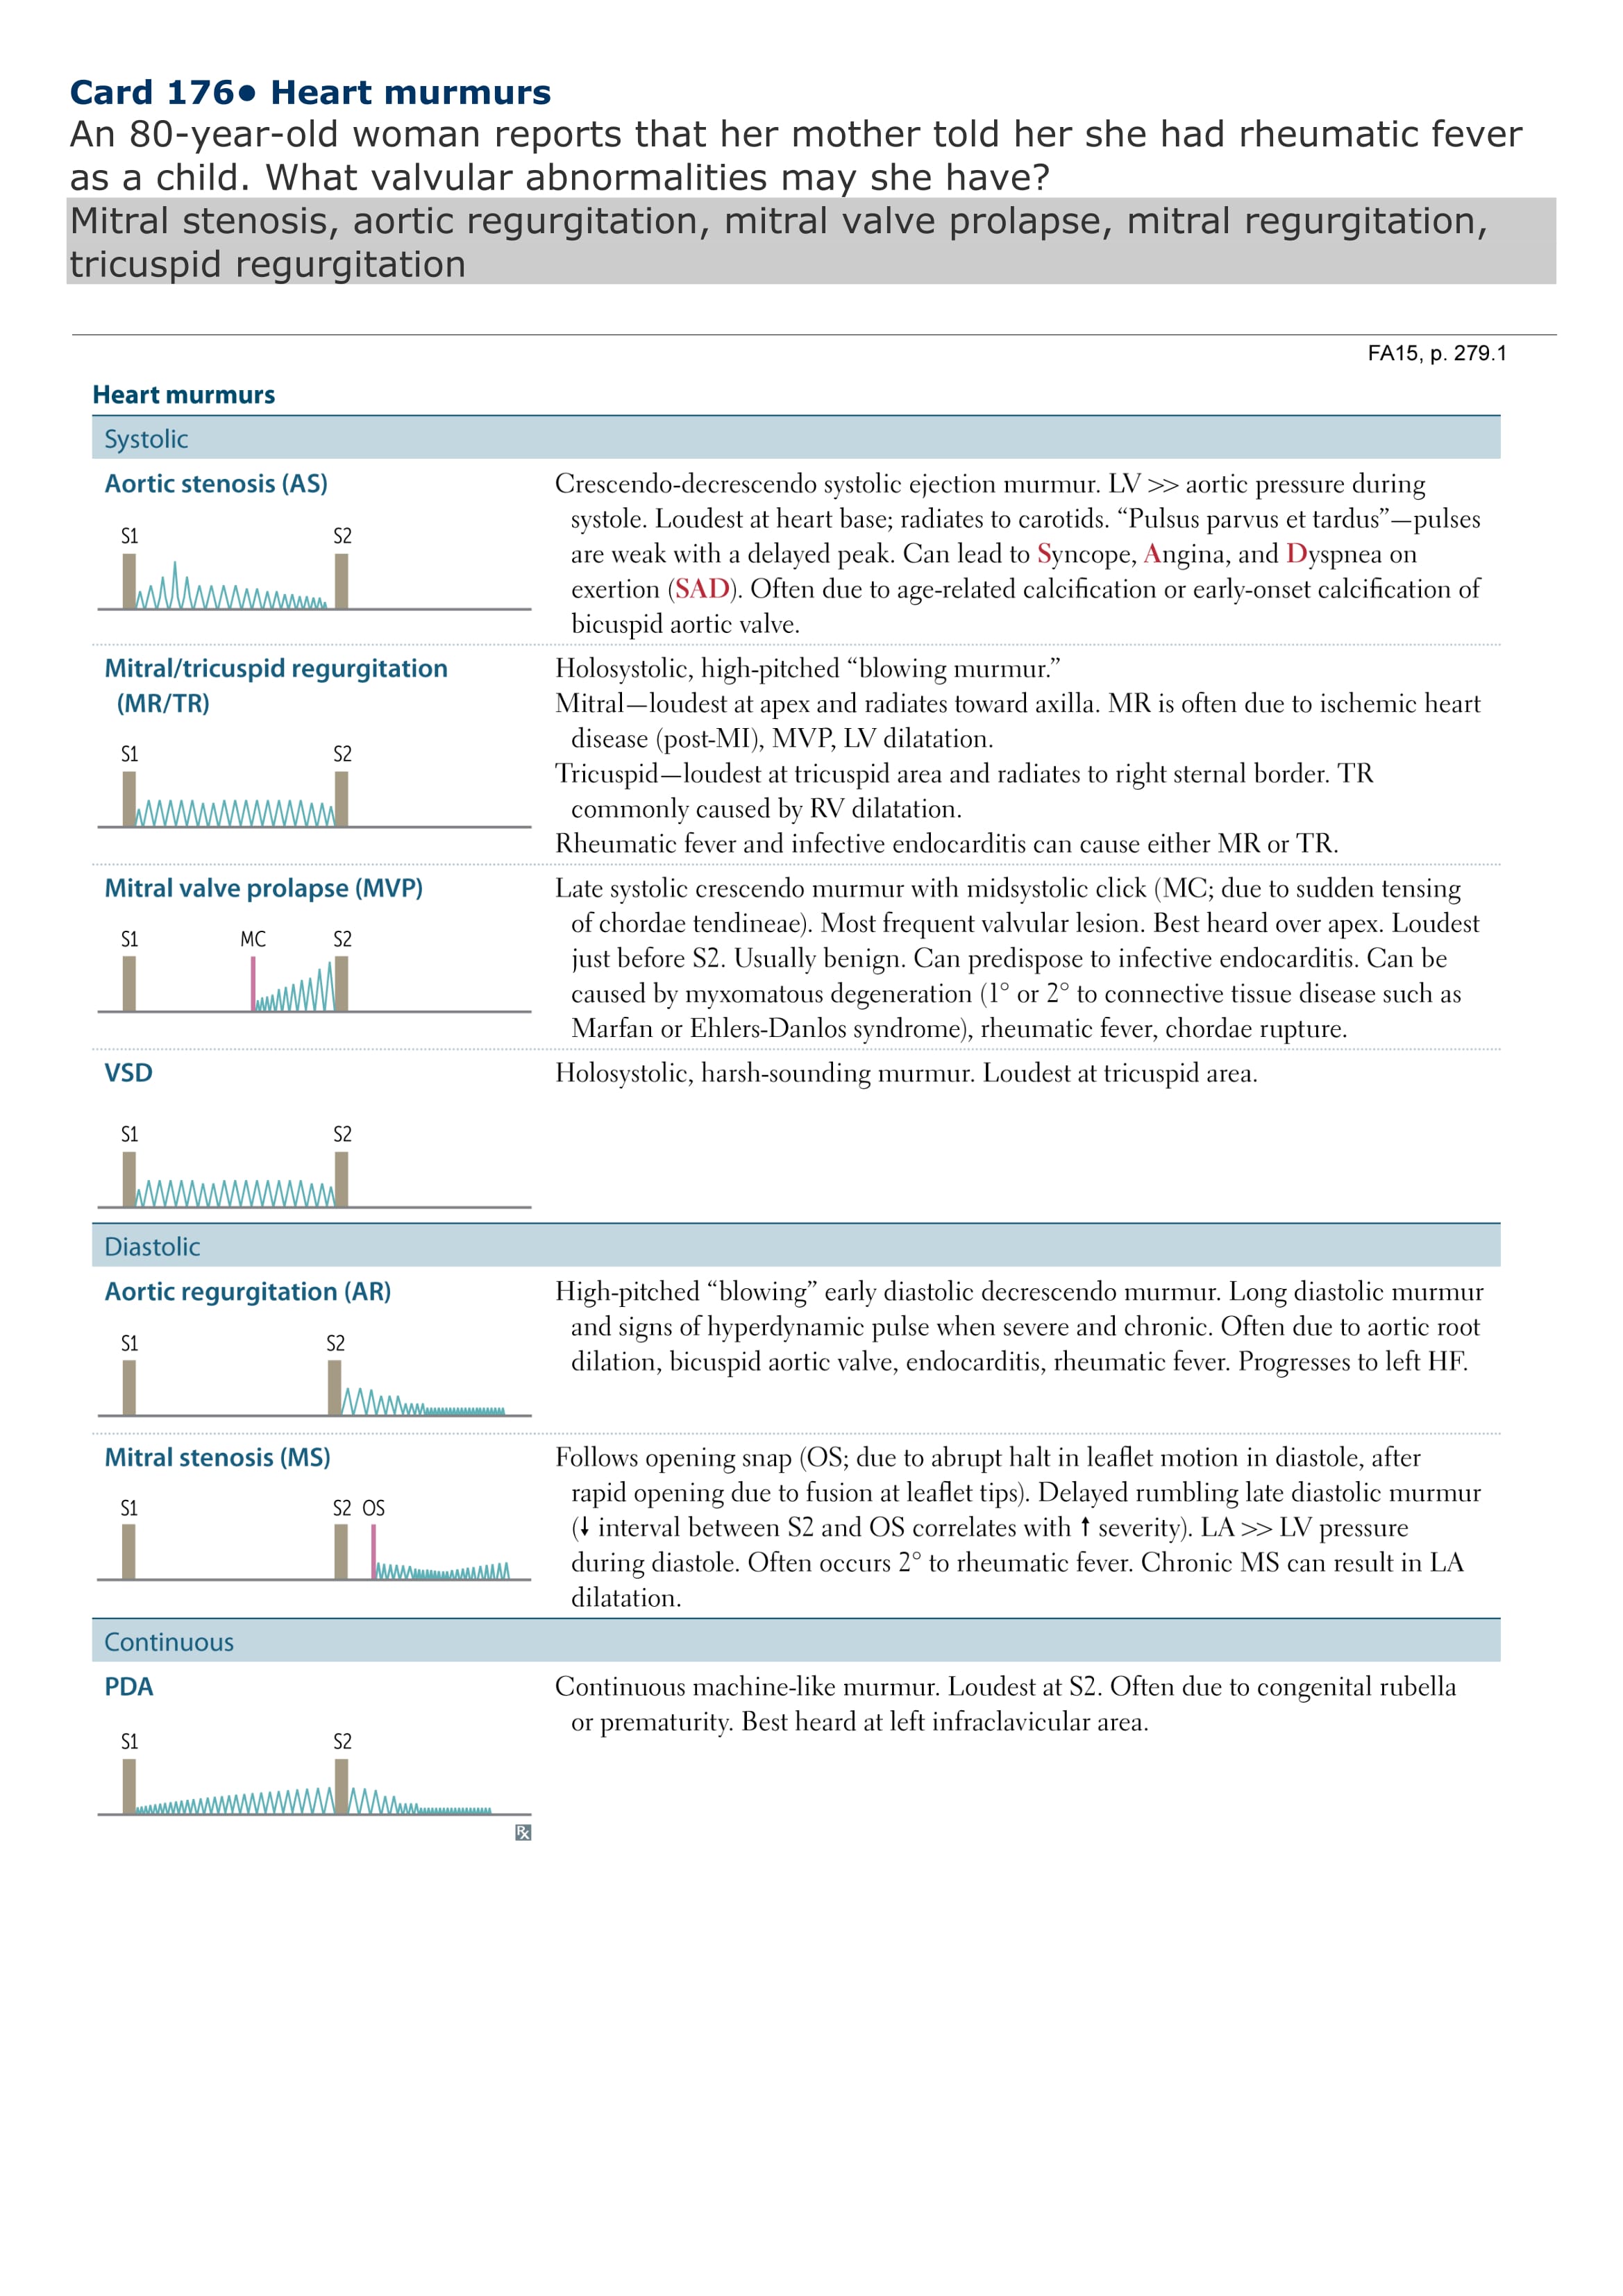 Card 176● Heart murmurs
An 80-year-old woman reports that her mother told her she had rheumatic fever
as a child. What valvular abnormalities may she have?
Mitral stenosis, aortic regurgitation, mitral valve prolapse, mitral regurgitation,
tricuspid regurgitation
FA15, p. 279.1
Heart murmurs
Systolic
Aortic stenosis (AS)
S1 S2
Crescendo-decrescendo systolic ejection murmur. LV >> aortic pressure during
systole. Loudest at heart base; radiates to carotids. “Pulsus parvus et tardus”—pulses
are weak with a delayed peak. Can lead to Syncope, Angina, and Dyspnea on
exertion (SAD). Often due to age-related calcification or early-onset calcification of
bicuspid aortic valve.
Mitral/tricuspid regurgitation
(MR/TR)
S1 S2
Holosystolic, high-pitched “blowing murmur.”
Mitral—loudest at apex and radiates toward axilla. MR is often due to ischemic heart
disease (post-MI), MVP, LV dilatation.
Tricuspid—loudest at tricuspid area and radiates to right sternal border. TR
commonly caused by RV dilatation.
Rheumatic fever and infective endocarditis can cause either MR or TR.
Mitral valve prolapse (MVP)
S1 MC S2
Late systolic crescendo murmur with midsystolic click (MC; due to sudden tensing
of chordae tendineae). Most frequent valvular lesion. Best heard over apex. Loudest
just before S2. Usually benign. Can predispose to infective endocarditis. Can be
caused by myxomatous degeneration (1° or 2° to connective tissue disease such as
Marfan or Ehlers-Danlos syndrome), rheumatic fever, chordae rupture.
VSD
S1 S2
Holosystolic, harsh-sounding murmur. Loudest at tricuspid area.
Diastolic
Aortic regurgitation (AR)
S1 S2
High-pitched “blowing” early diastolic decrescendo murmur. Long diastolic murmur
and signs of hyperdynamic pulse when severe and chronic. Often due to aortic root
dilation, bicuspid aortic valve, endocarditis, rheumatic fever. Progresses to left HF.
Mitral stenosis (MS)
S1 S2 OS
Follows opening snap (OS; due to abrupt halt in leaflet motion in diastole, after
rapid opening due to fusion at leaflet tips). Delayed rumbling late diastolic murmur
(↓ interval between S2 and OS correlates with ↑ severity). LA >> LV pressure
during diastole. Often occurs 2° to rheumatic fever. Chronic MS can result in LA
dilatation.
Continuous
PDA
S1 S2
Continuous machine-like murmur. Loudest at S2. Often due to congenital rubella
or prematurity. Best heard at left infraclavicular area.
Rx